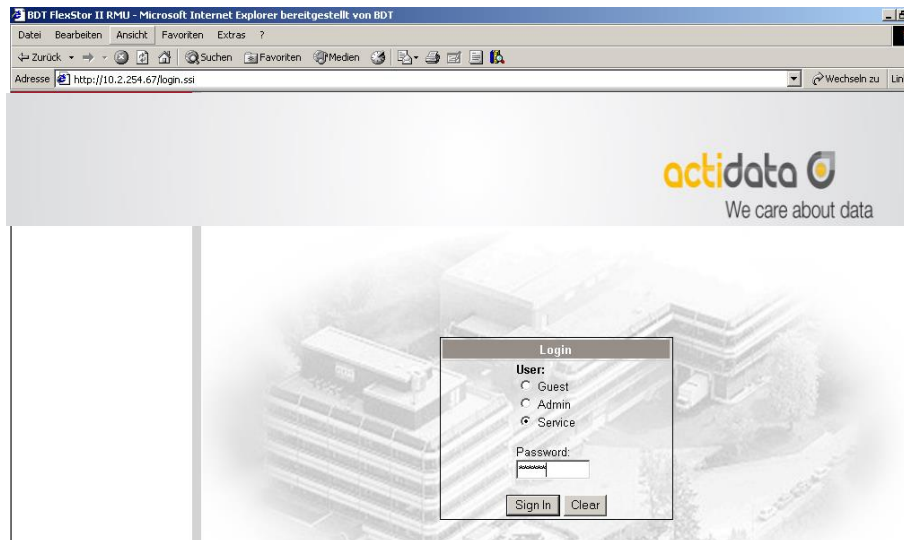 BDT FlexStor II RMU - Microsoft Internet Explorer bereitgestellt von BDT
Datei Bearbeiten Ansicht Favoriten Extras ?
Zurück Suchen Favoriten Medien
Adresse http://10.2.254.67/login.ssi Wechseln zu Lin
actidata
We care about data
Login
User:
Guest
Admin
Service
Password:
******
Sign In Clear